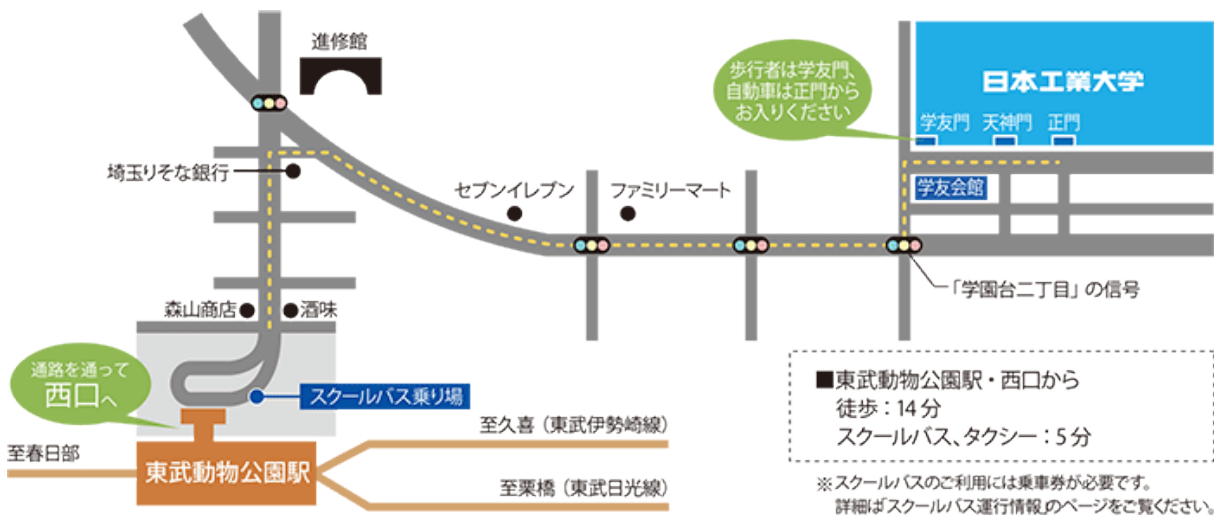 進修館
歩行者は学友門、
自動車は正門から
お入りください
日本工業大学
学友門
天神門
正門
埼玉りそな銀行
セブンイレブン
ファミリーマート
学友会館
「学園台二丁目」の信号
森山商店
酒味
通路を通って
西口へ
スクールバス乗り場
■東武動物公園駅・西口から
徒歩：14分
スクールバス、タクシー：5分
至久喜（東武伊勢崎線）
至春日部
東武動物公園駅
至栗橋（東武日光線）
※スクールバスのご利用には乗車券が必要です。
詳細は「スクールバス運行情報」のページをご覧ください。